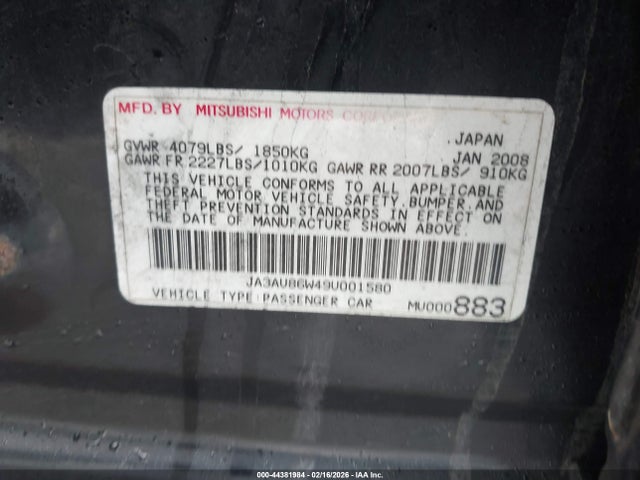 MFD. BY MITSUBISHI MOTORS CORPORATION
JAPAN
GVWR 4079LBS/ 1850KG JAN 2008
GAWR FR 2227LBS/1010KG GAWR RR 2007LBS/ 910KG
THIS VEHICLE CONFORMS TO ALL APPLICABLE
FEDERAL MOTOR VEHICLE SAFETY,BUMPER,AND
THEFT PREVENTION STANDARDS IN EFFECT ON
THE DATE OF MANUFACTURE SHOWN ABOVE.
JA3AU86W49U001580
VEHICLE TYPE:PASSENGER CAR MU000883
000-44381984 | 02/16/2026 - COPART/IAA, INC.